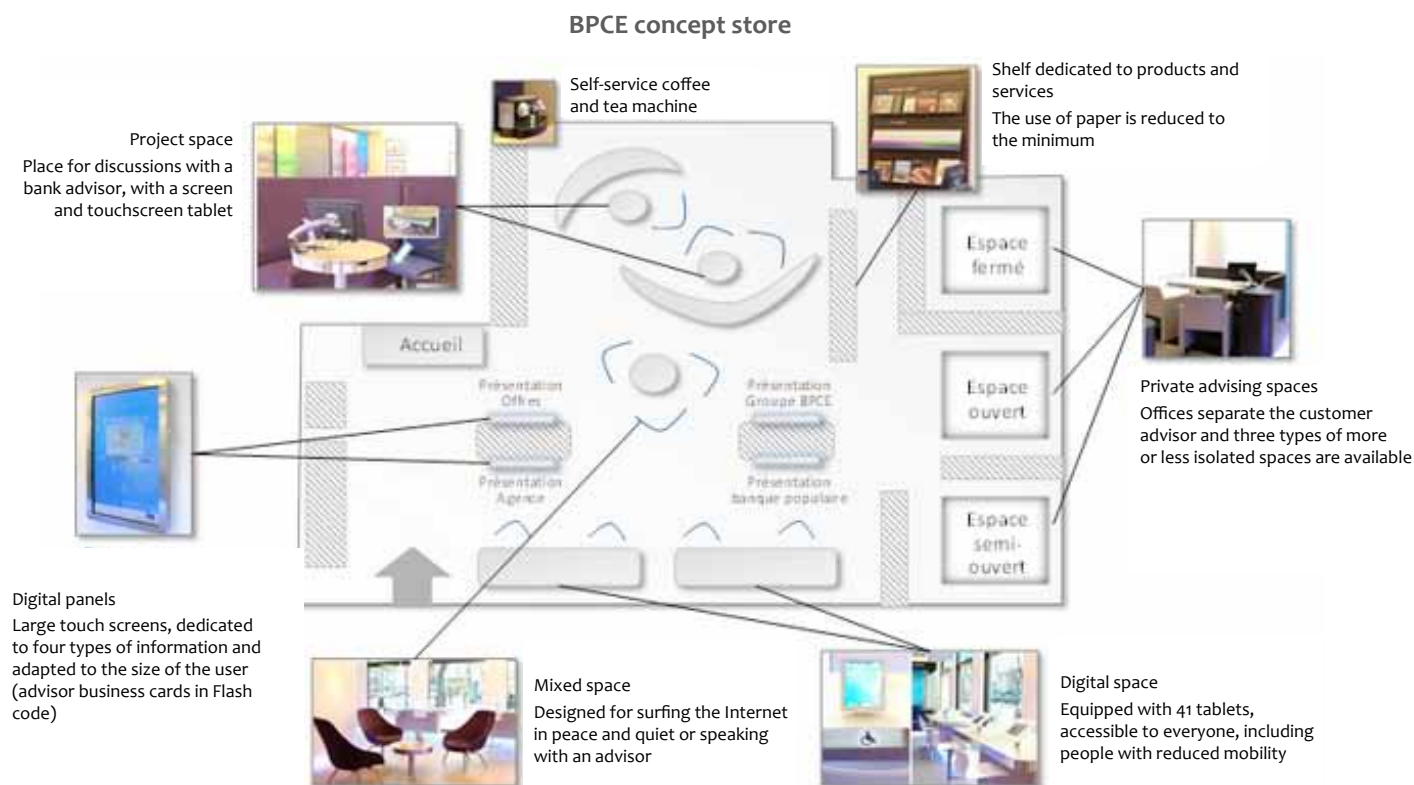 BPCE concept store
Self-service coffee
and tea machine
Shelf dedicated to products and
services
The use of paper is reduced to
the minimum
Project space
Place for discussions with a
bank advisor, with a screen
and touchscreen tablet
Espace
fermé
Accueil
Présentation
Offres
Présentation
Groupe BPCE
Espace
ouvert
Private advising spaces
Offices separate the customer
advisor and three types of more
or less isolated spaces are available
Présentation
Agence
Présentation
banque populaire
Espace
semi-
ouvert
Digital panels
Large touch screens, dedicated
to four types of information and
adapted to the size of the user
(advisor business cards in Flash
code)
Mixed space
Designed for surfing the Internet
in peace and quiet or speaking
with an advisor
Digital space
Equipped with 41 tablets,
accessible to everyone, including
people with reduced mobility